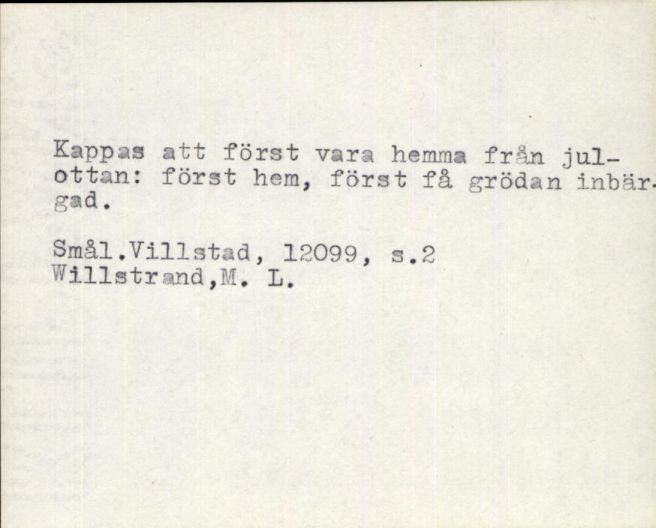 Kappas att först vara hemma från jul-
ottan: först hem, först få grödan inbär-
gad.
Smål.Villstad, 12099, s.2
Willstrand,M. L.